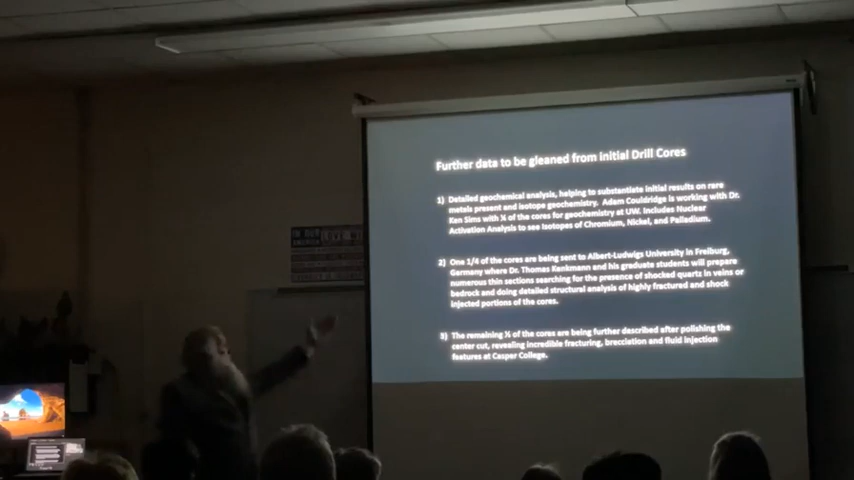 IN OUR
LOVE WI
Further data to be gleaned from initial Drill Cores
1) Detailed geochemical analysis, helping to substantiate initial results on rare
metals present and isotope geochemistry. Adam Couldridge is working with Dr.
Ken Sims with ¼ of the cores for geochemistry at UW. Includes Nuclear
Activation Analysis to see Isotopes of Chromium, Nickel, and Palladium.
2) One 1/4 of the cores are being sent to Albert-Ludwigs University in Freiburg,
Germany where Dr. Thomas Kenkmann and his graduate students will prepare
numerous thin sections searching for the presence of shocked quartz in veins or
bedrock and doing detailed structural analysis of highly fractured and shock
injected portions of the cores.
3) The remaining ½ of the cores are being further described after polishing the
center cut, revealing incredible fracturing, brecciation and fluid injection
features at Casper College.